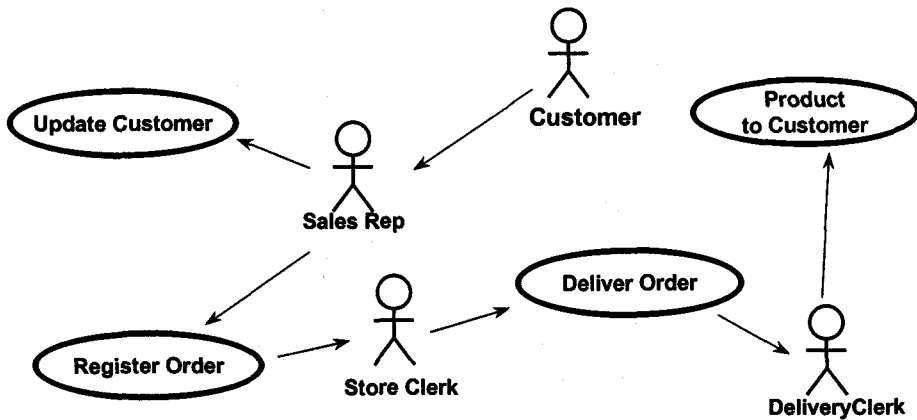 Customer
Product
to Customer
Update Customer
Sales Rep
Deliver Order
Register Order
Store Clerk
DeliveryClerk